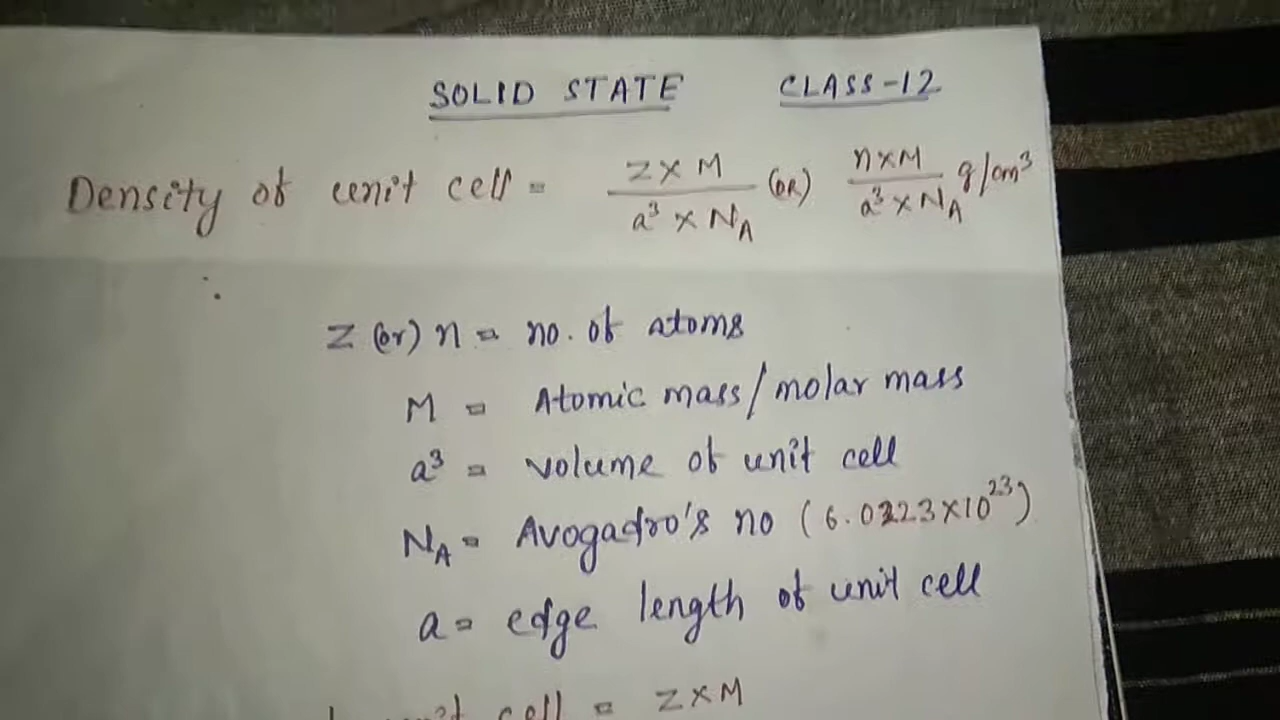 SOLID STATE CLASS-12
Density of unit cell = Z×M / a³ × N_A (OR) n×M / a³ × N_A g/cm³
Z (or) n = no. of atoms
M = Atomic mass/molar mass
a³ = volume of unit cell
N_A = Avogadro's no (6.0223×10²³)
a = edge length of unit cell
unit cell = Z×M